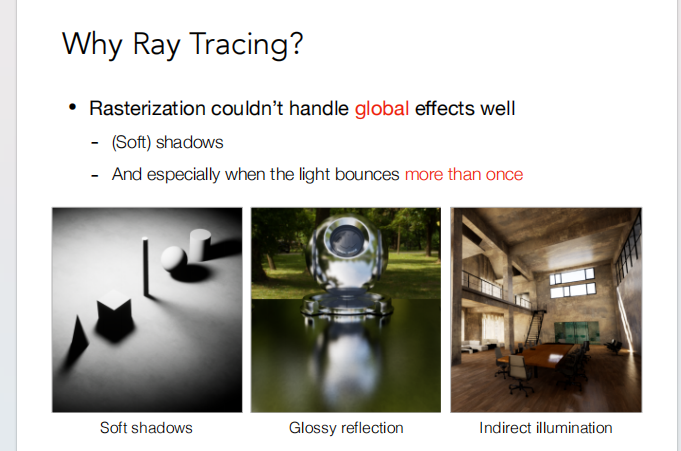 Why Ray Tracing?
• Rasterization couldn’t handle global effects well
- (Soft) shadows
- And especially when the light bounces more than once
Soft shadows
Glossy reflection
Indirect illumination